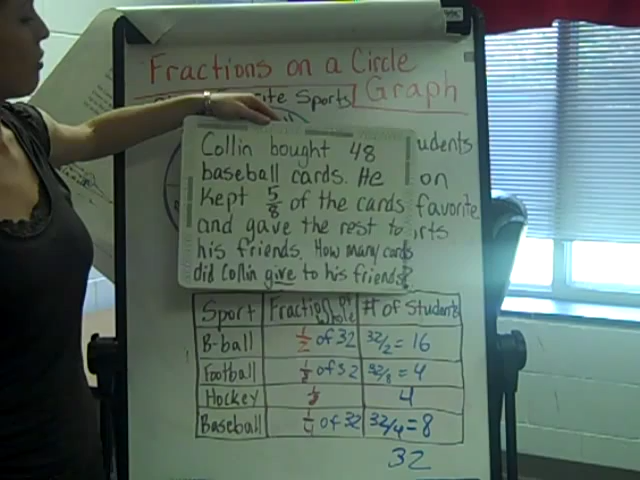 Fractions on a Circle
Graph
ite Sports
Collin bought 48
baseball cards. He
kept 5/8 of the cards
and gave the rest to
his friends. How many cards
did Collin give to his friends?
udents
on
favorite
rts
Sport Fraction of whole # of Students
B-ball 1/2 of 32 32/2 = 16
Football 1/8 of 32 32/8 = 4
Hockey 1/8 4
Baseball 1/4 of 32 32/4 = 8
32